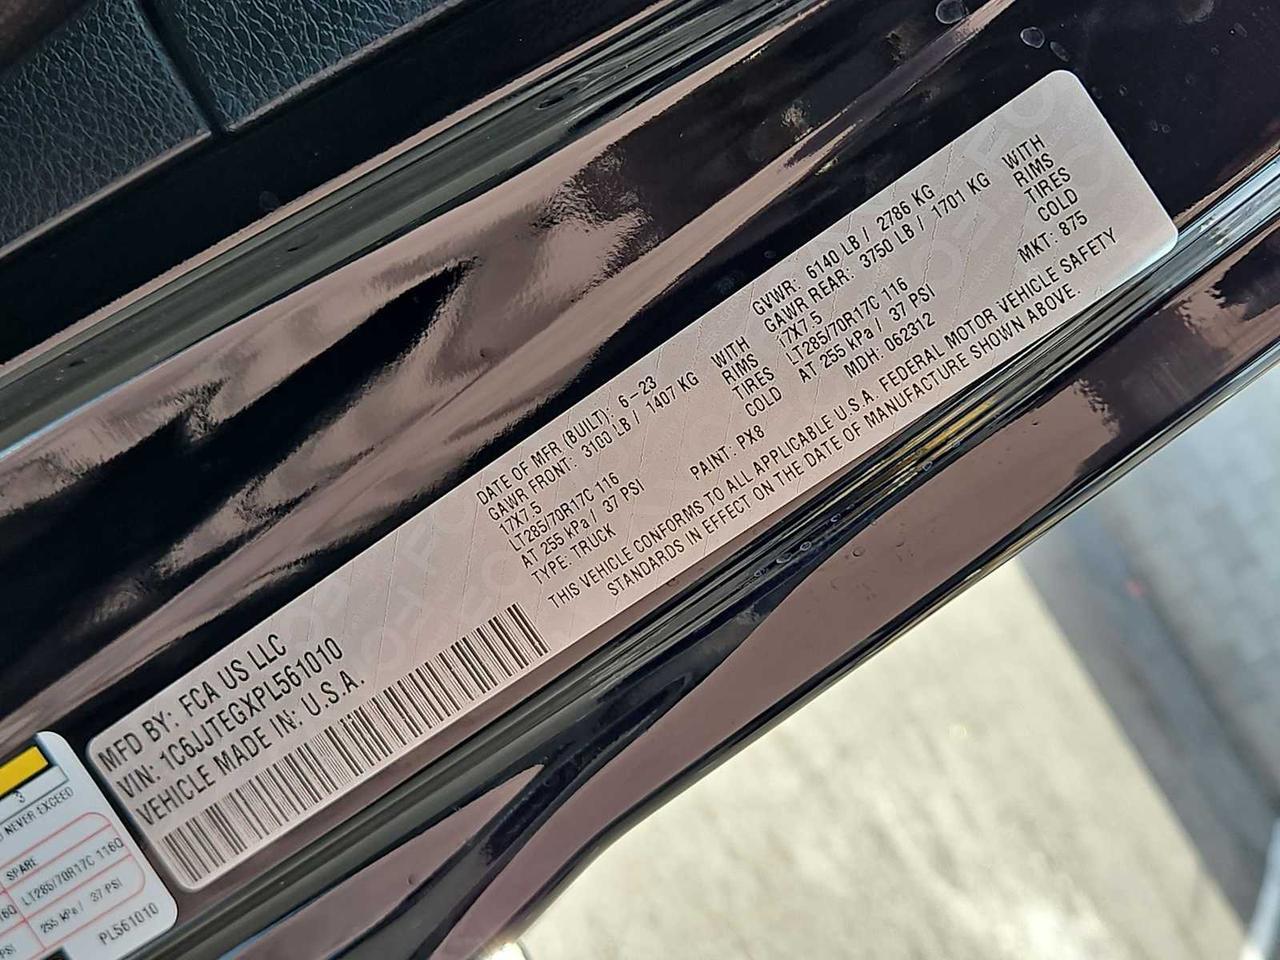 MFD BY: FCA US LLC
VIN: 1C6JJTEGXPL561010
VEHICLE MADE IN: U.S.A.
DATE OF MFR (BUILT): 6-23 GVWR: 6140 LB / 2786 KG
GAWR FRONT: 3100 LB / 1407 KG WITH GAWR REAR: 3750 LB / 1701 KG WITH
17X7.5 RIMS 17X7.5 RIMS
LT285/70R17C 116 TIRES LT285/70R17C 116 TIRES
AT 255 kPa / 37 PSI COLD AT 255 kPa / 37 PSI COLD
TYPE: TRUCK PAINT: PX8 MDH: 062312 MKT: 875
THIS VEHICLE CONFORMS TO ALL APPLICABLE U.S.A. FEDERAL MOTOR VEHICLE SAFETY
STANDARDS IN EFFECT ON THE DATE OF MANUFACTURE SHOWN ABOVE.
3
NEVER EXCEED
SPARE
LT285/70R17C 116Q
255 kPa / 37 PSI
PL561010